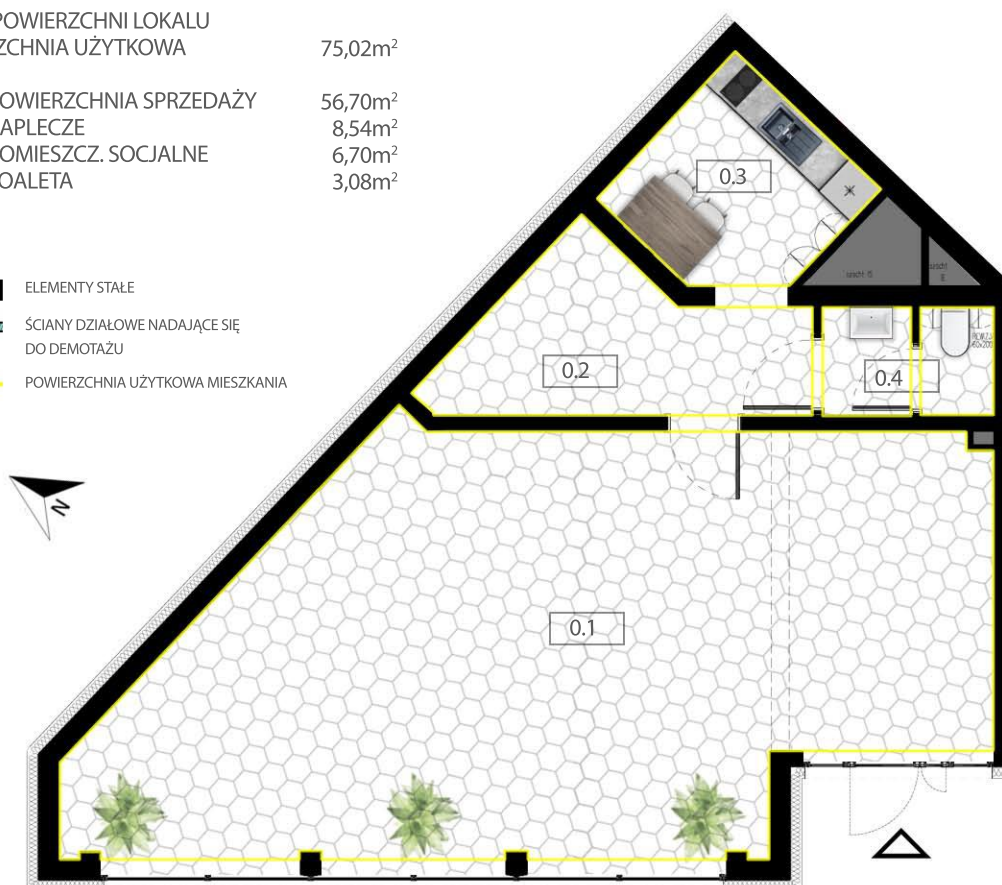 POWIERZCHNI LOKALU
ZCHNIA UŻYTKOWA 75,02m²
OWIERZCHNIA SPRZEDAŻY 56,70m²
APLECZE 8,54m²
OMIESZCZ. SOCJALNE 6,70m²
OALETA 3,08m²
ELEMENTY STAŁE
ŚCIANY DZIAŁOWE NADAJĄCE SIĘ
DO DEMOTAŻU
POWIERZCHNIA UŻYTKOWA MIESZKANIA
N
0.3
0.2
0.4
0.1